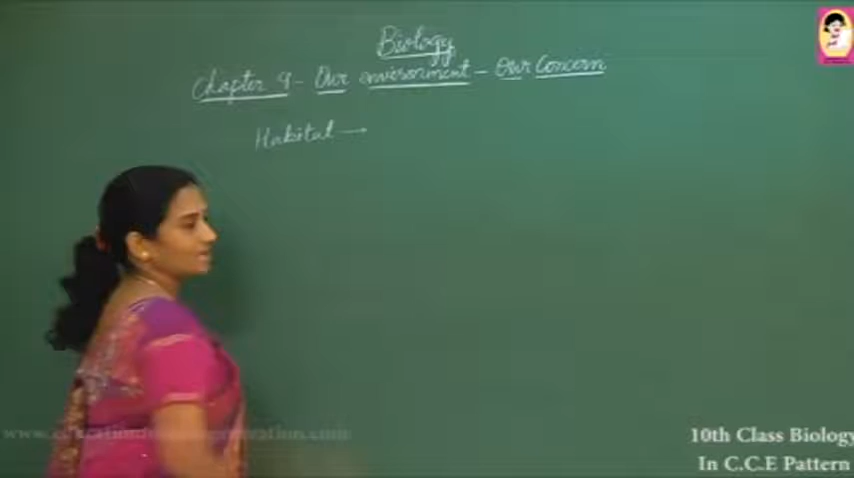 Biology
Chapter 9 - Our environment - Our Concern
Habitat →
10th Class Biology
In C.C.E Pattern